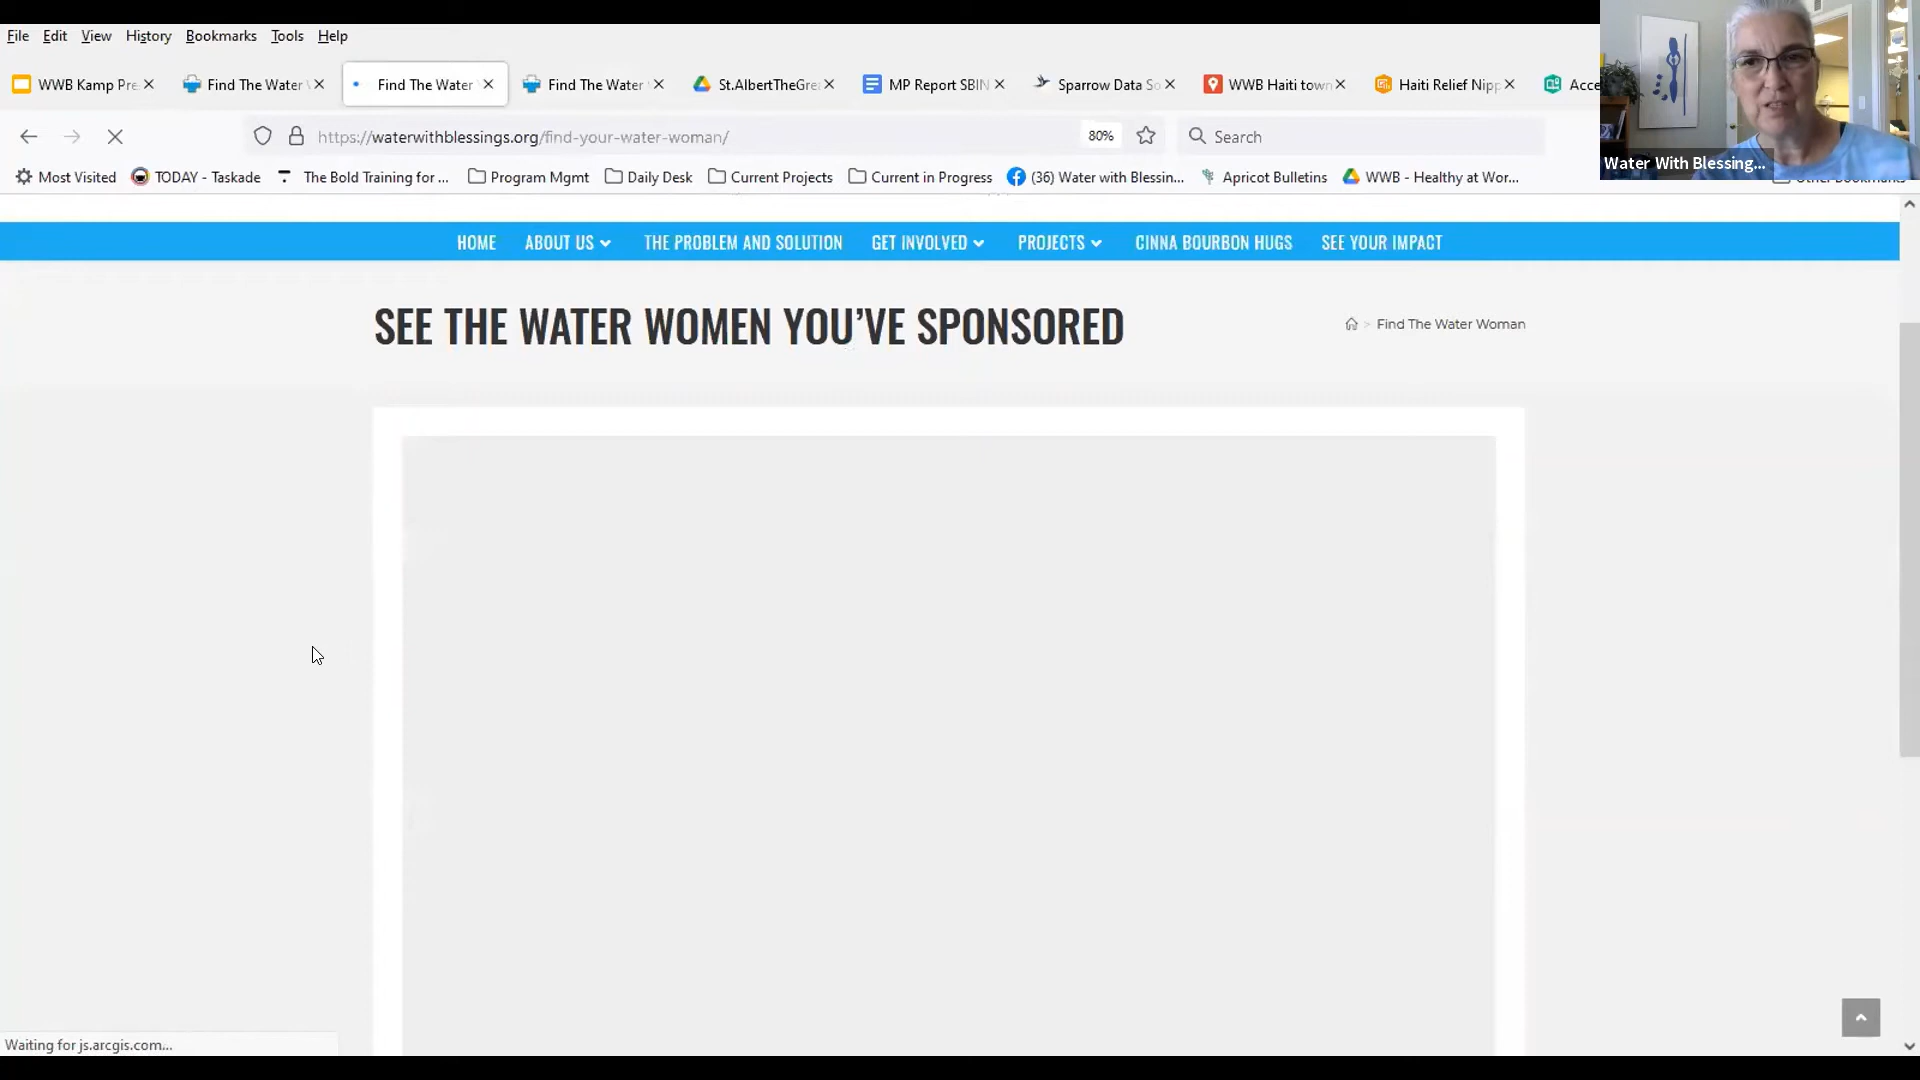 File Edit View History Bookmarks Tools Help
WWB Kamp Pre Find The Water Find The Water Find The Water St.AlbertTheGre MP Report SBIN Sparrow Data So WWB Haiti town Haiti Relief Nipp Acce
https://waterwithblessings.org/find-your-water-woman/ 80% Search
Most Visited TODAY - Taskade The Bold Training for ... Program Mgmt Daily Desk Current Projects Current in Progress (36) Water with Blessin... Apricot Bulletins WWB - Healthy at Wor...
Water With Blessing...
HOME ABOUT US THE PROBLEM AND SOLUTION GET INVOLVED PROJECTS CINNA BOURBON HUGS SEE YOUR IMPACT
SEE THE WATER WOMEN YOU'VE SPONSORED
> Find The Water Woman
Waiting for js.arcgis.com...